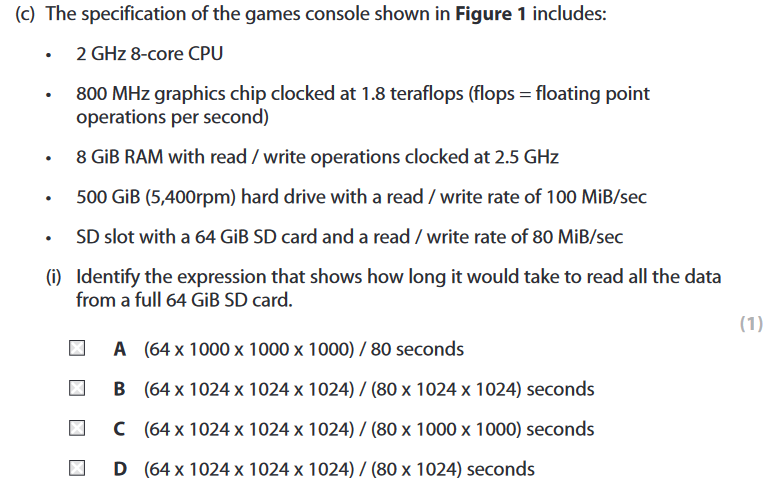 (c) The specification of the games console shown in Figure 1 includes:
• 2 GHz 8-core CPU
• 800 MHz graphics chip clocked at 1.8 teraflops (flops = floating point
operations per second)
• 8 GiB RAM with read / write operations clocked at 2.5 GHz
• 500 GiB (5,400rpm) hard drive with a read / write rate of 100 MiB/sec
• SD slot with a 64 GiB SD card and a read / write rate of 80 MiB/sec
(i) Identify the expression that shows how long it would take to read all the data
from a full 64 GiB SD card.
(1)
A (64 x 1000 x 1000 x 1000) / 80 seconds
B (64 x 1024 x 1024 x 1024) / (80 x 1024 x 1024) seconds
C (64 x 1024 x 1024 x 1024) / (80 x 1000 x 1000) seconds
D (64 x 1024 x 1024 x 1024) / (80 x 1024) seconds